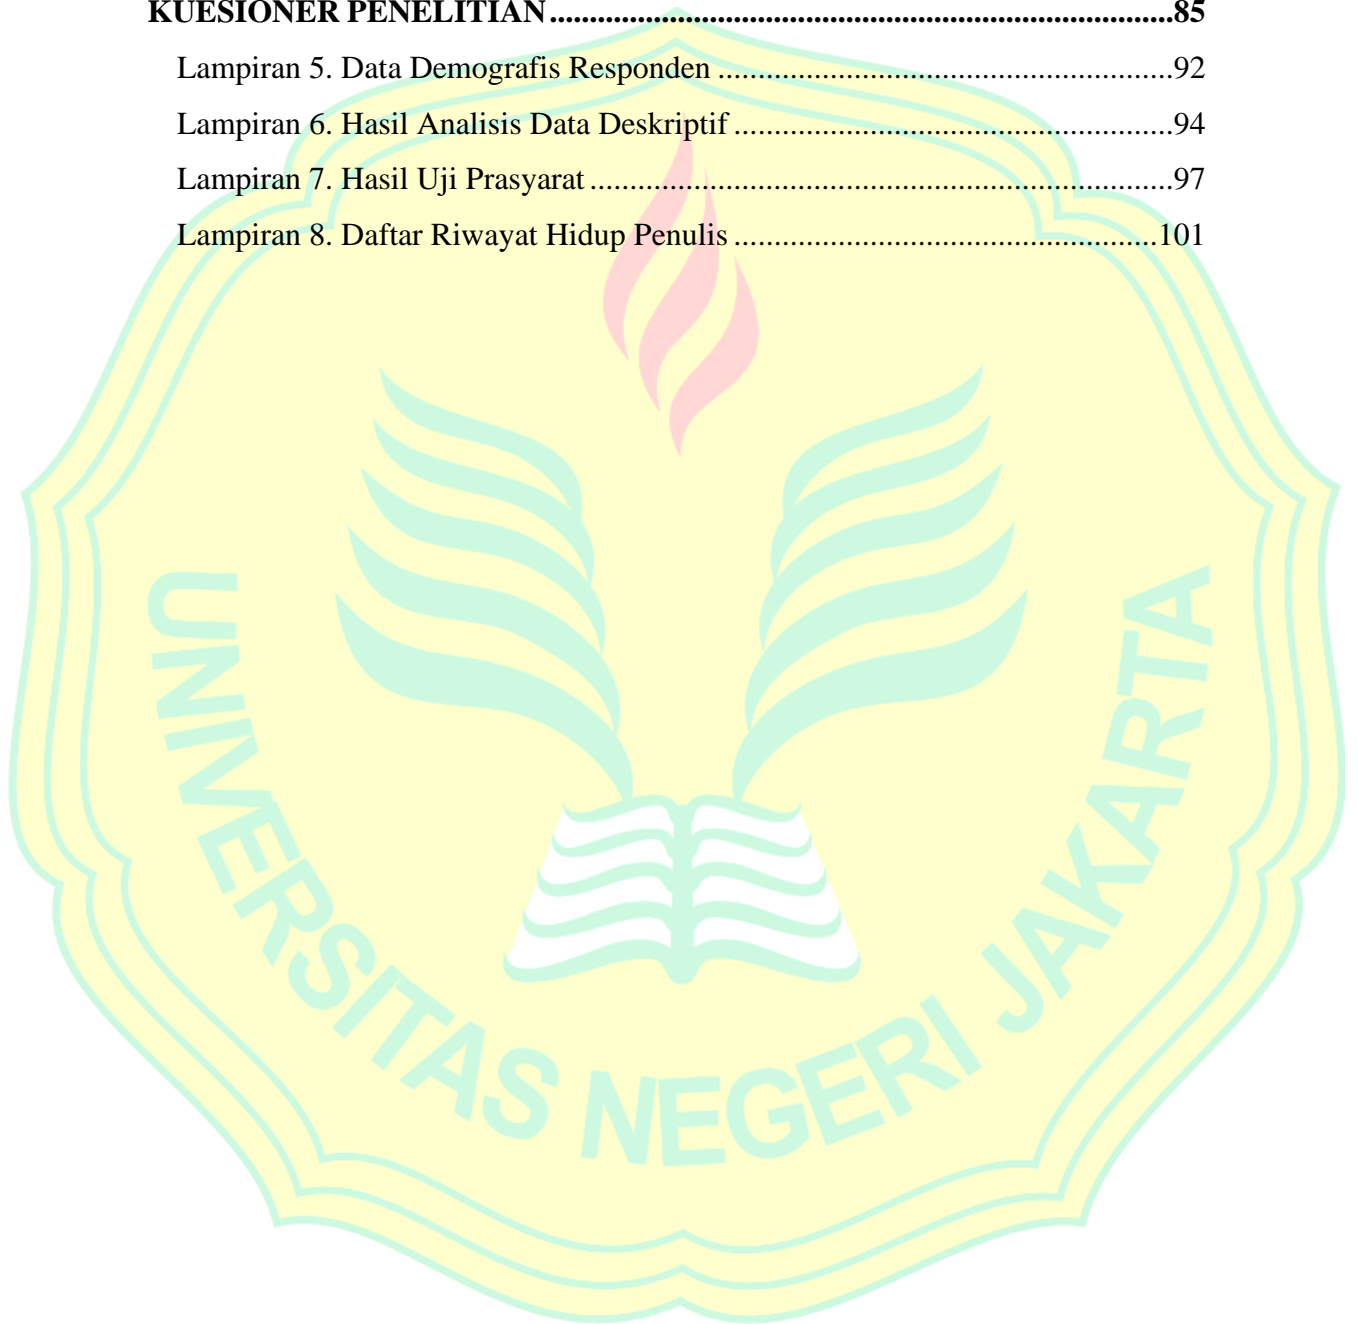 KUESIONER PENELITIAN................................................................................................85
Lampiran 5. Data Demografis Responden .........................................................92
Lampiran 6. Hasil Analisis Data Deskriptif.......................................................94
Lampiran 7. Hasil Uji Prasyarat.........................................................................97
Lampiran 8. Daftar Riwayat Hidup Penulis.....................................................101
UNIVERSITAS NEGERI JAKARTA